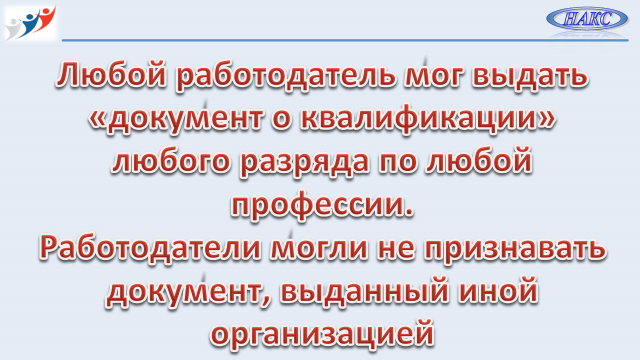 НАКС
Любой работодатель мог выдать
«документ о квалификации»
любого разряда по любой
профессии.
Работодатели могли не признавать
документ, выданный иной
организацией